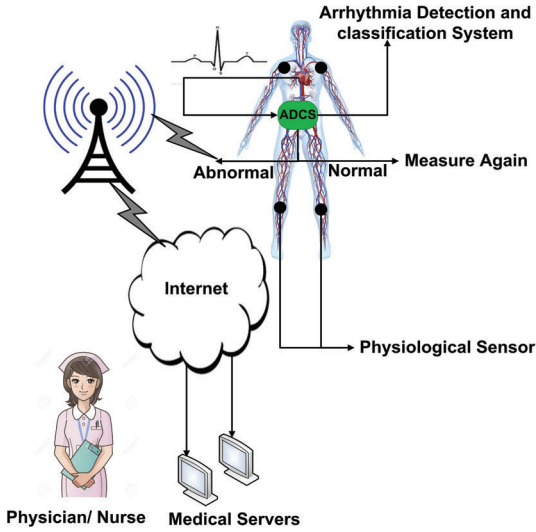 Arrhythmia Detection and
classification System
ADCS
Abnormal
Normal
Measure Again
Internet
Physiological Sensor
Physician/ Nurse
Medical Servers